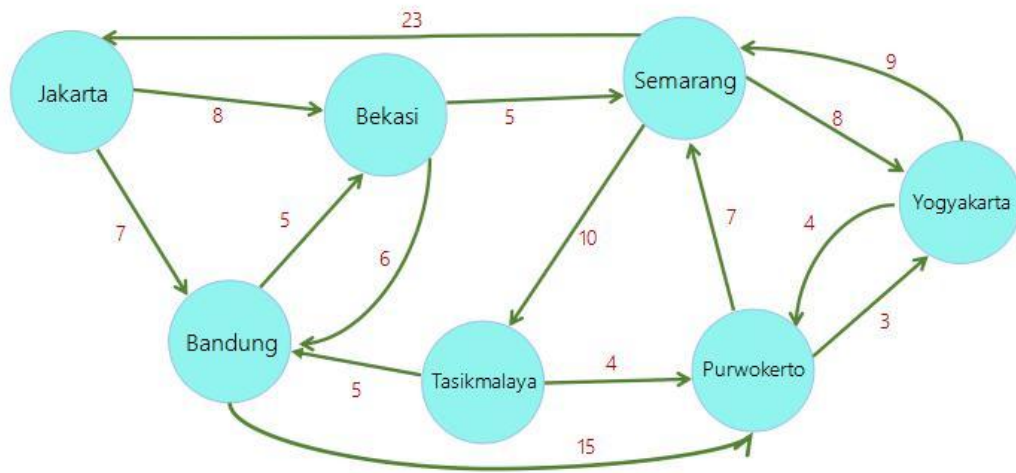 23
Jakarta
8
Bekasi
5
Semarang
9
8
7
5
6
10
7
4
Yogyakarta
3
Bandung
5
Tasikmalaya
4
Purwokerto
15